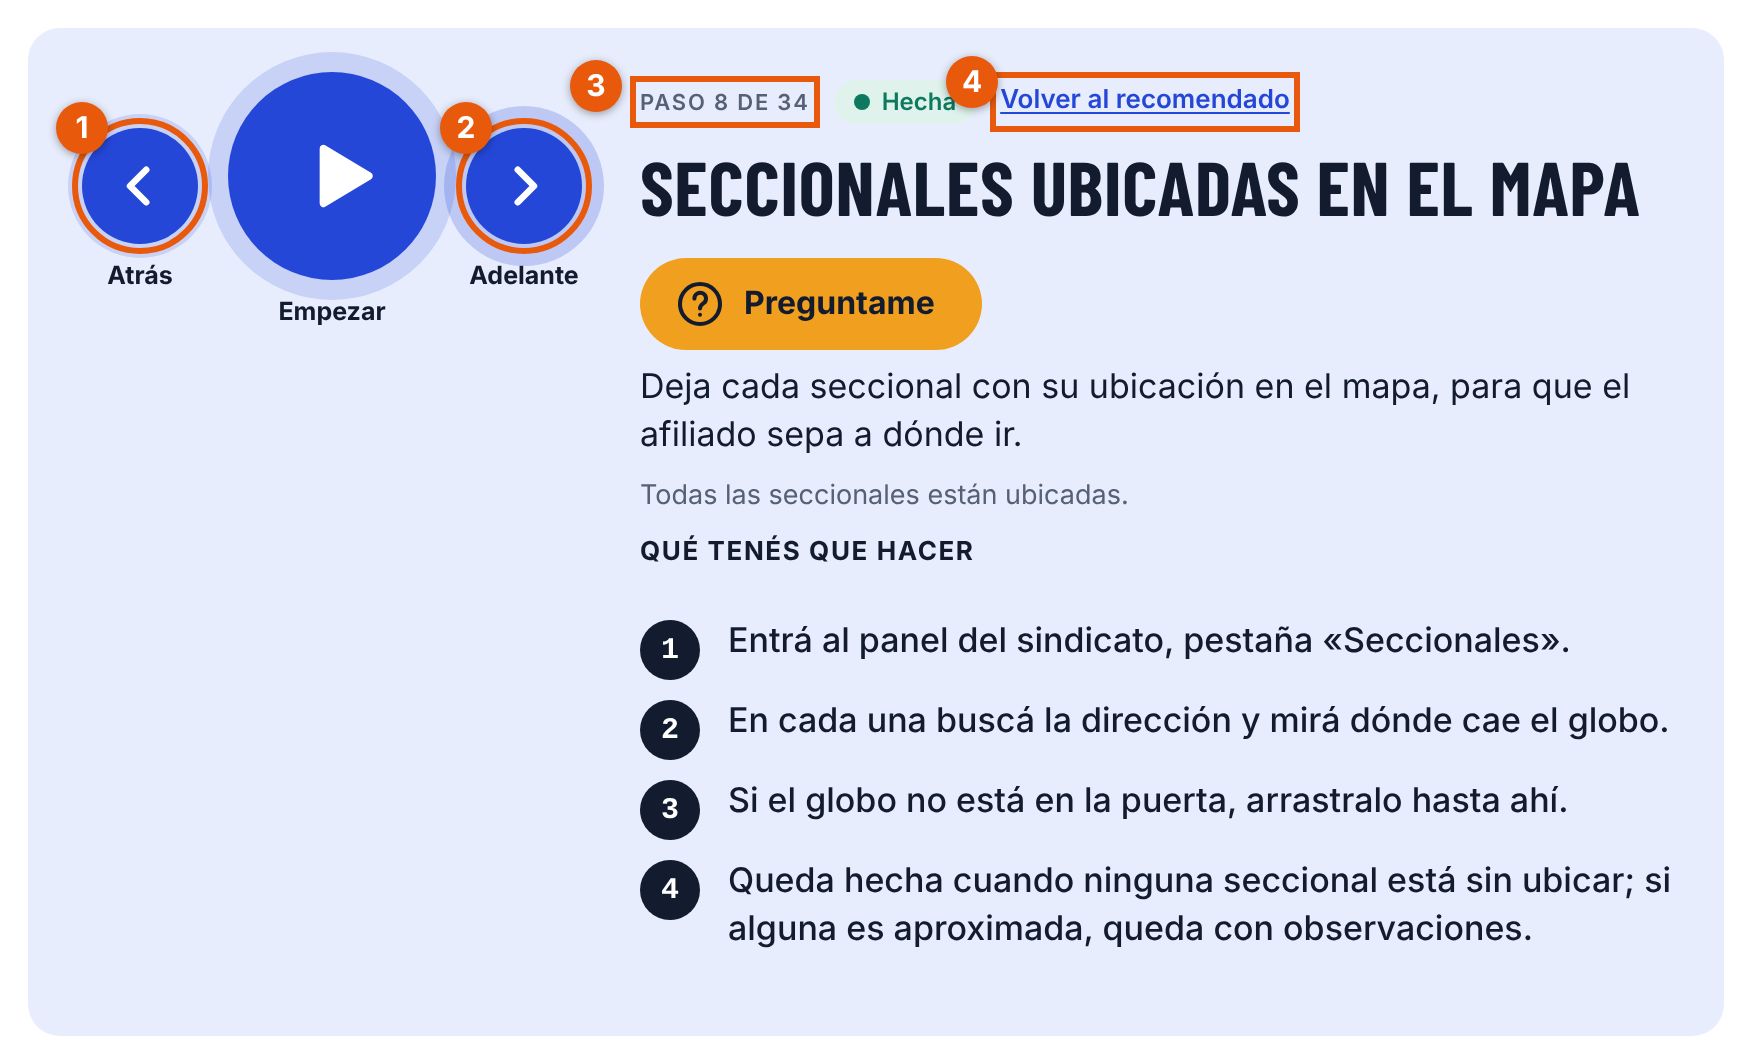 1
Atrás
Empezar
2
Adelante
3
PASO 8 DE 34
Hecha
4
Volver al recomendado
SECCIONALES UBICADAS EN EL MAPA
Preguntame
Deja cada seccional con su ubicación en el mapa, para que el
afiliado sepa a dónde ir.
Todas las seccionales están ubicadas.
QUÉ TENÉS QUE HACER
1 Entrá al panel del sindicato, pestaña «Seccionales».
2 En cada una buscá la dirección y mirá dónde cae el globo.
3 Si el globo no está en la puerta, arrastralo hasta ahí.
4 Queda hecha cuando ninguna seccional está sin ubicar; si
alguna es aproximada, queda con observaciones.